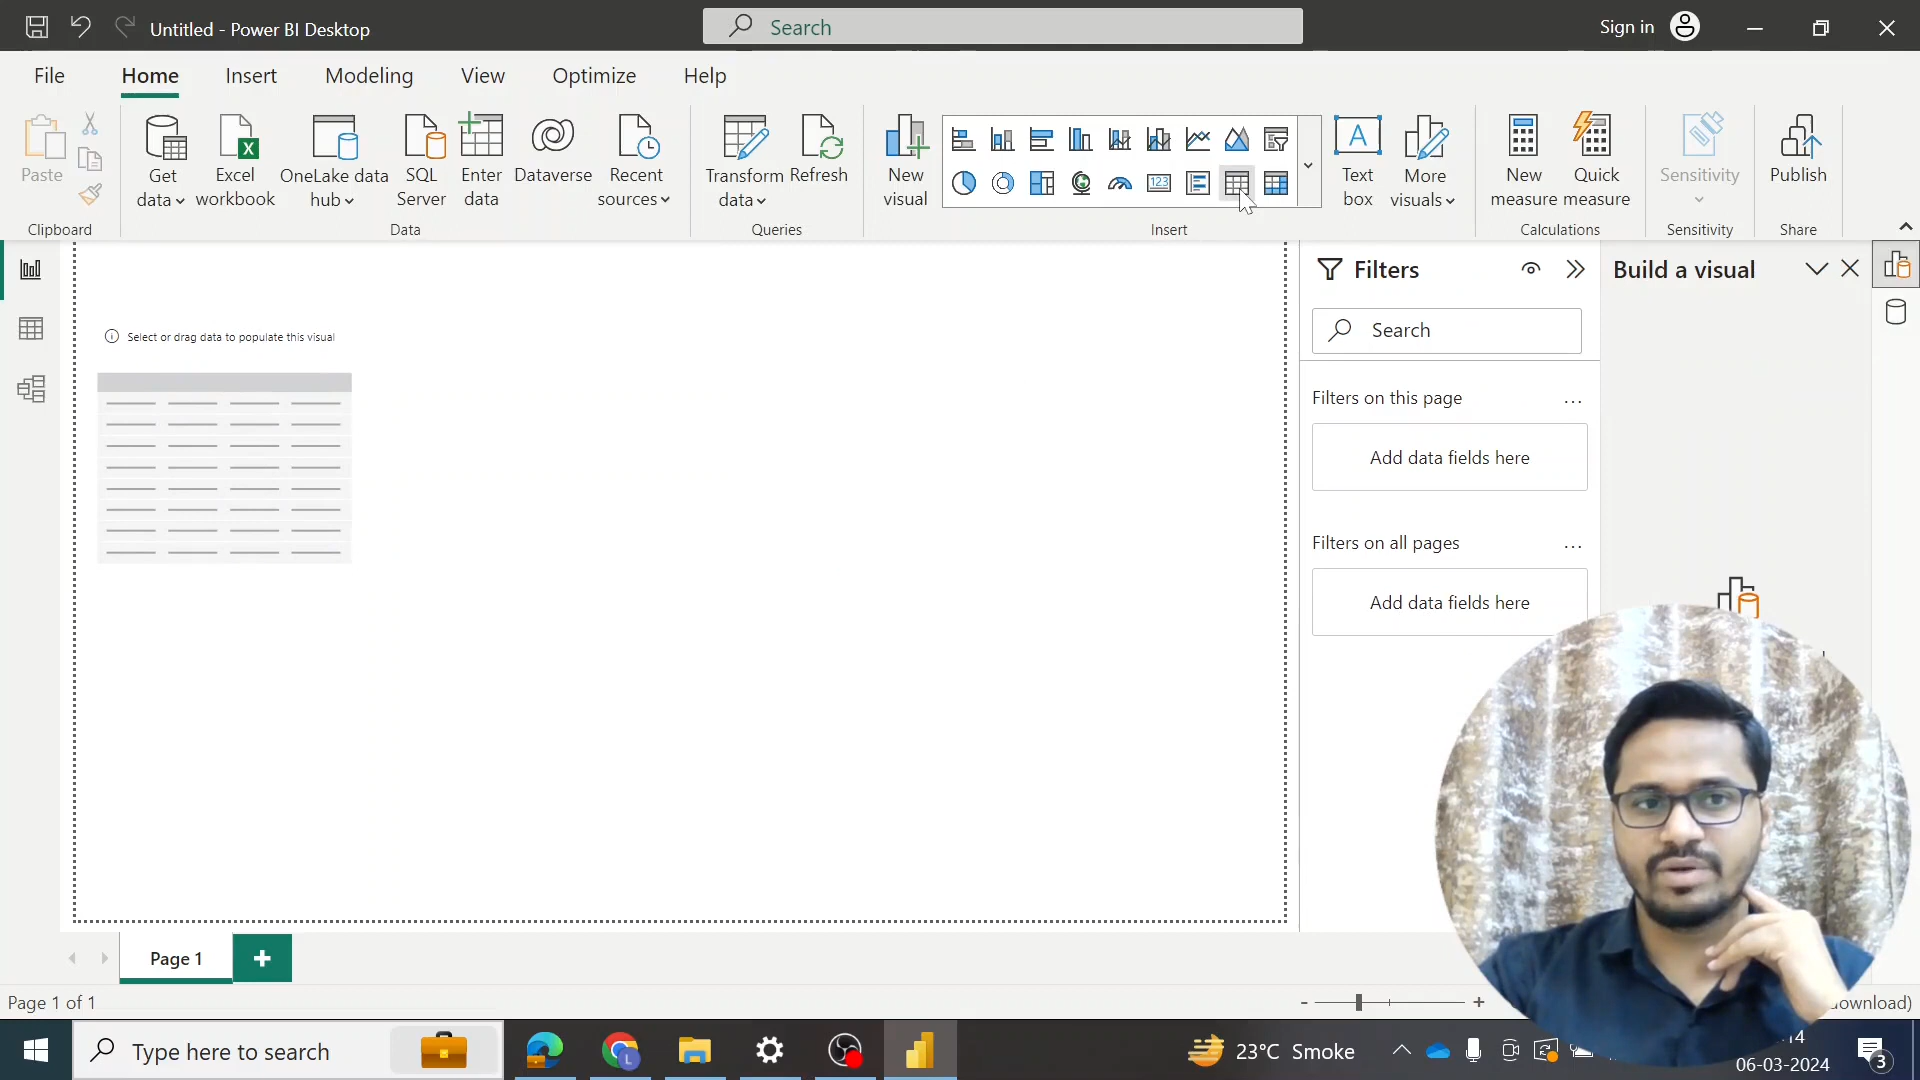 Untitled - Power BI Desktop
Search
Sign in
File
Home
Insert
Modeling
View
Optimize
Help
Paste
Get data
Excel workbook
OneLake data hub
SQL Server
Enter data
Dataverse
Recent sources
Transform data
Refresh
New visual
123
A
Text box
More visuals
New measure
Quick measure
Sensitivity
Publish
Clipboard
Data
Queries
Insert
Calculations
Sensitivity
Share
Select or drag data to populate this visual
Filters
Search
Filters on this page
...
Add data fields here
Filters on all pages
...
Add data fields here
Build a visual
Page 1
Page 1 of 1
Type here to search
L
23°C Smoke
06-03-2024
3